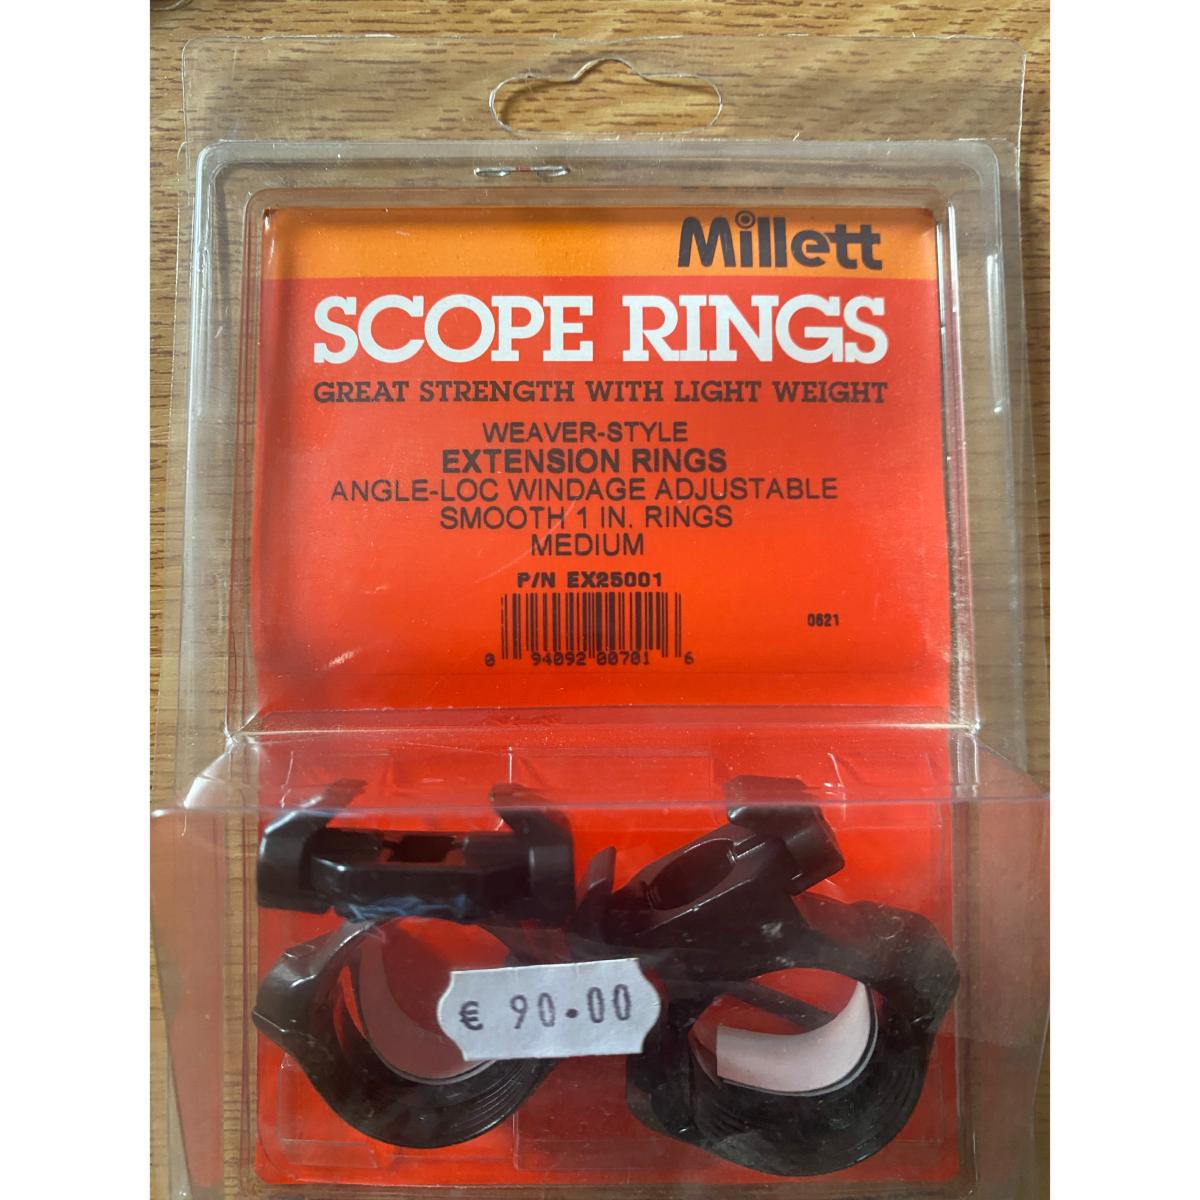 Millett
SCOPE RINGS
GREAT STRENGTH WITH LIGHT WEIGHT
WEAVER-STYLE
EXTENSION RINGS
ANGLE-LOC WINDAGE ADJUSTABLE
SMOOTH 1 IN. RINGS
MEDIUM
P/N EX25001
0621
0 94092 00701 6
€ 90.00